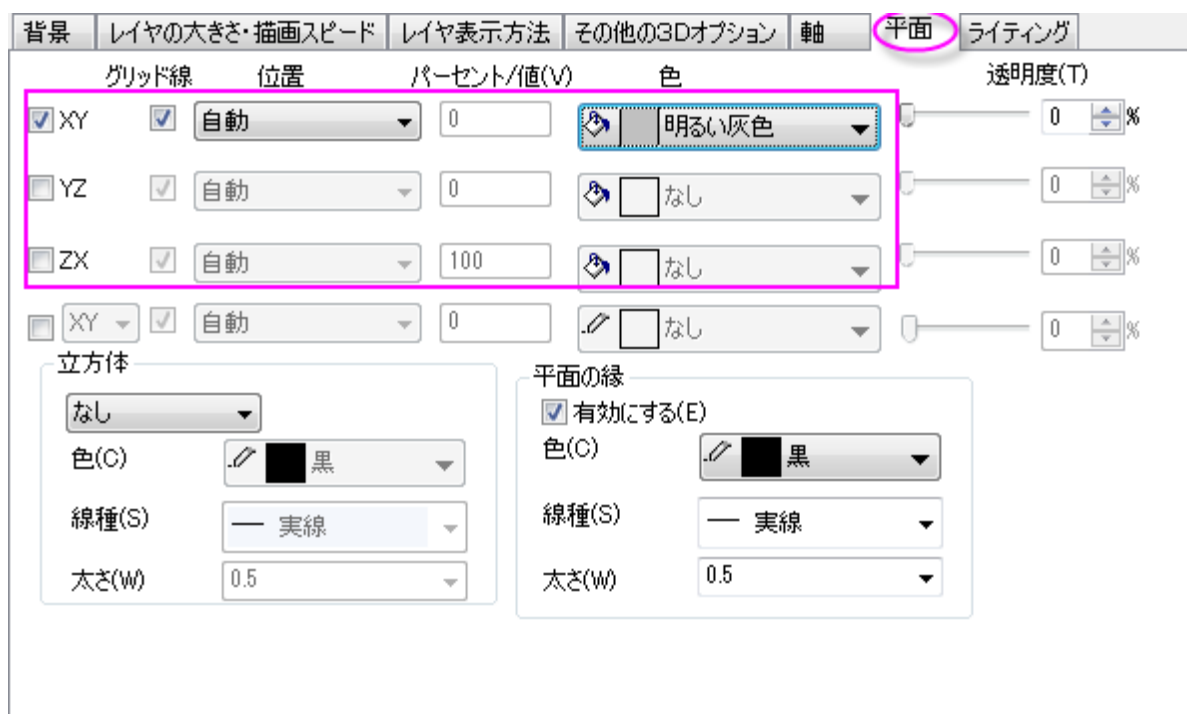 背景 レイヤの大きさ・描画スピード レイヤ表示方法 その他の3Dオプション 軸 平面 ライティング
グリッド線 位置 パーセント/値(V) 色 透明度(T)
XY 自動 0 明るい灰色 0 %
YZ 自動 0 なし 0 %
ZX 自動 100 なし 0 %
XY 自動 0 なし 0 %
立方体
なし
色(C) 黒
線種(S) 実線
太さ(W) 0.5
平面の縁
有効にする(E)
色(C) 黒
線種(S) 実線
太さ(W) 0.5